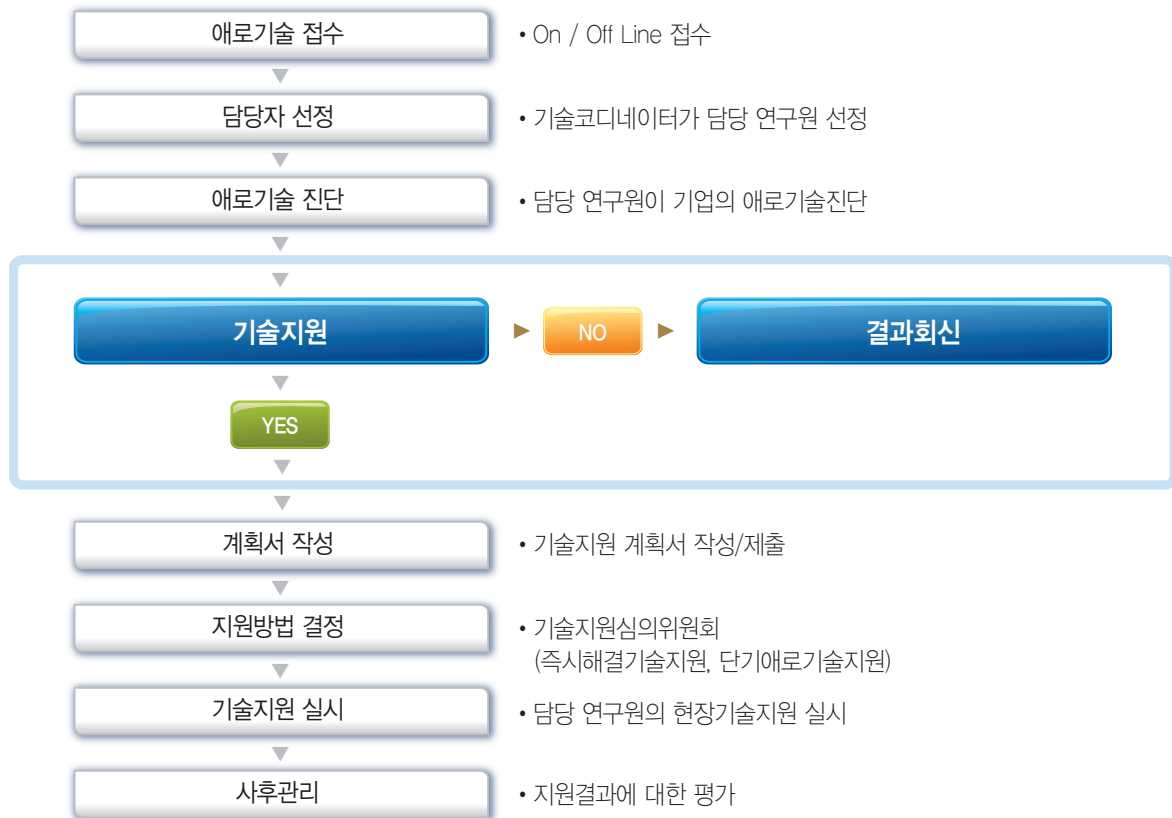 애로기술 접수
• On / Off Line 접수
담당자 선정
• 기술코디네이터가 담당 연구원 선정
애로기술 진단
• 담당 연구원이 기업의 애로기술진단
기술지원
NO
결과회신
YES
계획서 작성
• 기술지원 계획서 작성/제출
지원방법 결정
• 기술지원심의위원회
(즉시해결기술지원, 단기애로기술지원)
기술지원 실시
• 담당 연구원의 현장기술지원 실시
사후관리
• 지원결과에 대한 평가